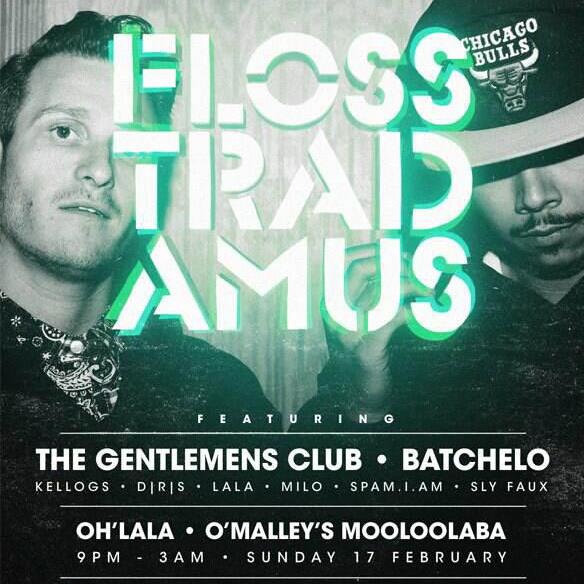 FLOSS
CHICAGO
BULLS
TRAD
AMUS
FEATURING
THE GENTLEMENS CLUB • BATCHELO
KELLOGS • D|R|S • LALA • MILO • SPAM.I.AM • SLY FAUX
OH'LALA • O'MALLEY'S MOOLOOLABA
9PM - 3AM • SUNDAY 17 FEBRUARY